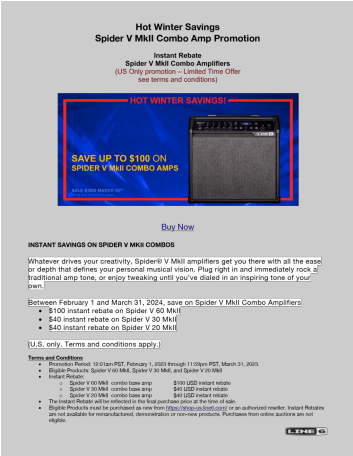 Hot Winter Savings
Spider V MkII Combo Amp Promotion
Instant Rebate
Spider V MkII Combo Amplifiers
(US Only promotion – Limited Time Offer
see terms and conditions)
HOT WINTER SAVINGS!
SAVE UP TO $100 ON
SPIDER V MKII COMBO AMPS
SALE ENDS MARCH 31ST
Buy Now
INSTANT SAVINGS ON SPIDER V MKII COMBOS
Whatever drives your creativity, Spider® V MkII amplifiers get you there with all the ease
or depth that defines your personal musical vision. Plug right in and immediately rock a
traditional amp tone, or enjoy tweaking until you've dialed in an inspiring tone of your
own.
Between February 1 and March 31, 2024, save on Spider V MkII Combo Amplifiers
• $100 instant rebate on Spider V 60 MkII
• $40 instant rebate on Spider V 30 MkII
• $40 instant rebate on Spider V 20 MkII
(U.S. only. Terms and conditions apply.)
Terms and Conditions
• Promotion Period: 12:01am PST, February 1, 2023 through 11:59pm PST, March 31, 2023.
• Eligible Products: Spider V 60 MkII, Spider V 30 MkII, and Spider V 20 MkII
• Instant Rebate:
o Spider V 60 MkII combo base amp $100 USD instant rebate
o Spider V 30 MkII combo base amp $40 USD instant rebate
o Spider V 20 MkII combo base amp $40 USD instant rebate
• The Instant Rebate will be reflected in the final purchase price at the time of sale.
• Eligible Products must be purchased as new from https://shop-us.line6.com/ or an authorized reseller. Instant Rebates
are not available for remanufactured, demonstration or non-new products. Purchases from online auctions are not
eligible.
LINE 6